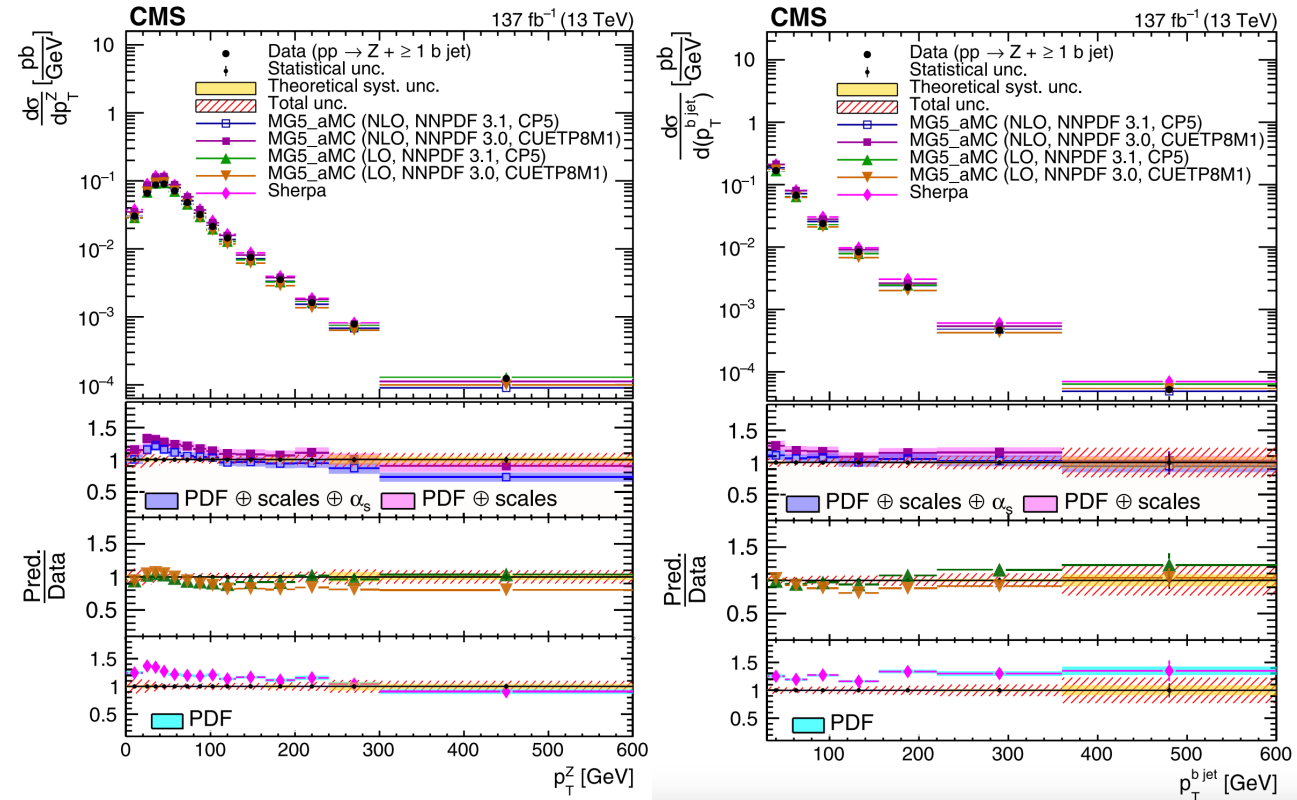 CMS
137 fb⁻¹ (13 TeV)
dσ/dp_T^Z [pb/GeV]
10
1
10⁻¹
10⁻²
10⁻³
10⁻⁴
Data (pp → Z + ≥ 1 b jet)
Statistical unc.
Theoretical syst. unc.
Total unc.
MG5_aMC (NLO, NNPDF 3.1, CP5)
MG5_aMC (NLO, NNPDF 3.0, CUETP8M1)
MG5_aMC (LO, NNPDF 3.1, CP5)
MG5_aMC (LO, NNPDF 3.0, CUETP8M1)
Sherpa
Pred./Data
1.5
1
0.5
PDF ⊕ scales ⊕ α_s
PDF ⊕ scales
1.5
1
0.5
1.5
1
0.5
PDF
0 100 200 300 400 500 600
p_T^Z [GeV]
CMS
137 fb⁻¹ (13 TeV)
dσ/d(p_T^{b jet}) [pb/GeV]
10
1
10⁻¹
10⁻²
10⁻³
10⁻⁴
Data (pp → Z + ≥ 1 b jet)
Statistical unc.
Theoretical syst. unc.
Total unc.
MG5_aMC (NLO, NNPDF 3.1, CP5)
MG5_aMC (NLO, NNPDF 3.0, CUETP8M1)
MG5_aMC (LO, NNPDF 3.1, CP5)
MG5_aMC (LO, NNPDF 3.0, CUETP8M1)
Sherpa
Pred./Data
1.5
1
0.5
PDF ⊕ scales ⊕ α_s
PDF ⊕ scales
1.5
1
0.5
1.5
1
0.5
PDF
100 200 300 400 500 600
p_T^{b jet} [GeV]